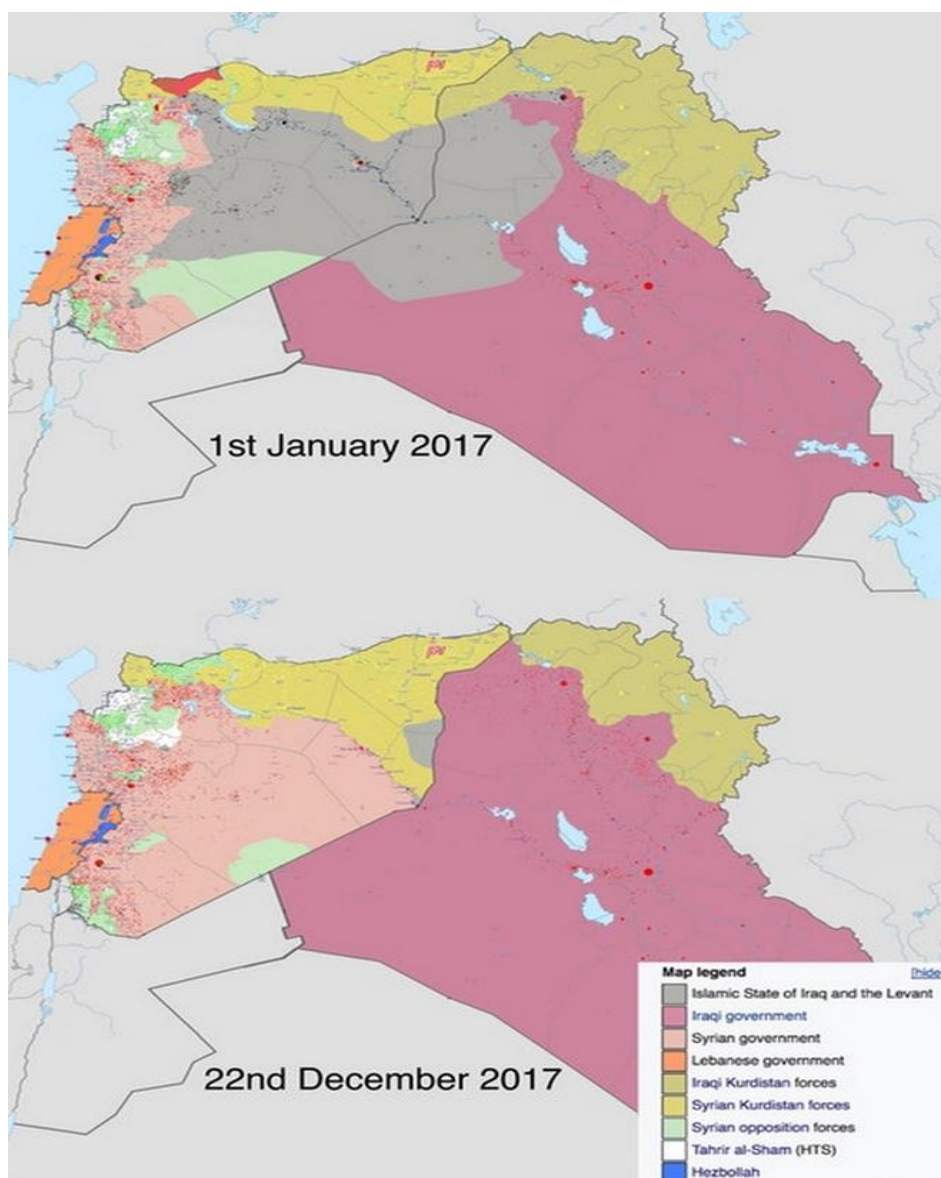 1st January 2017
22nd December 2017
Map legend [hide
Islamic State of Iraq and the Levant
Iraqi government
Syrian government
Lebanese government
Iraqi Kurdistan forces
Syrian Kurdistan forces
Syrian opposition forces
Tahrir al-Sham (HTS)
Hezbollah